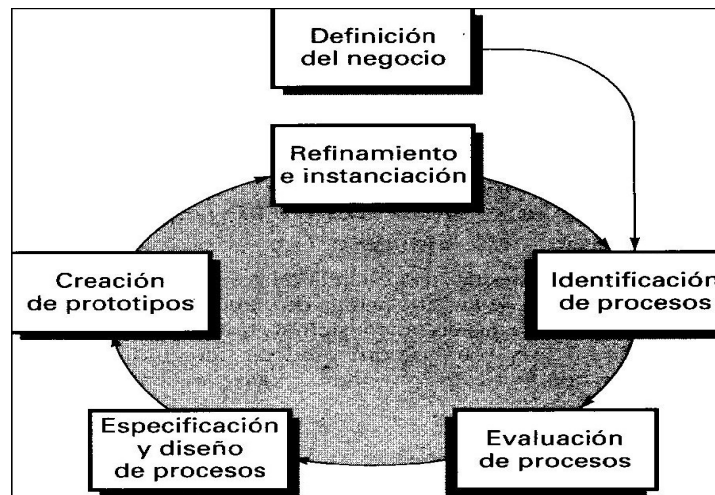 Definición
del negocio
Refinamiento
e instanciación
Identificación
de procesos
Evaluación
de procesos
Especificación
y diseño
de procesos
Creación
de prototipos